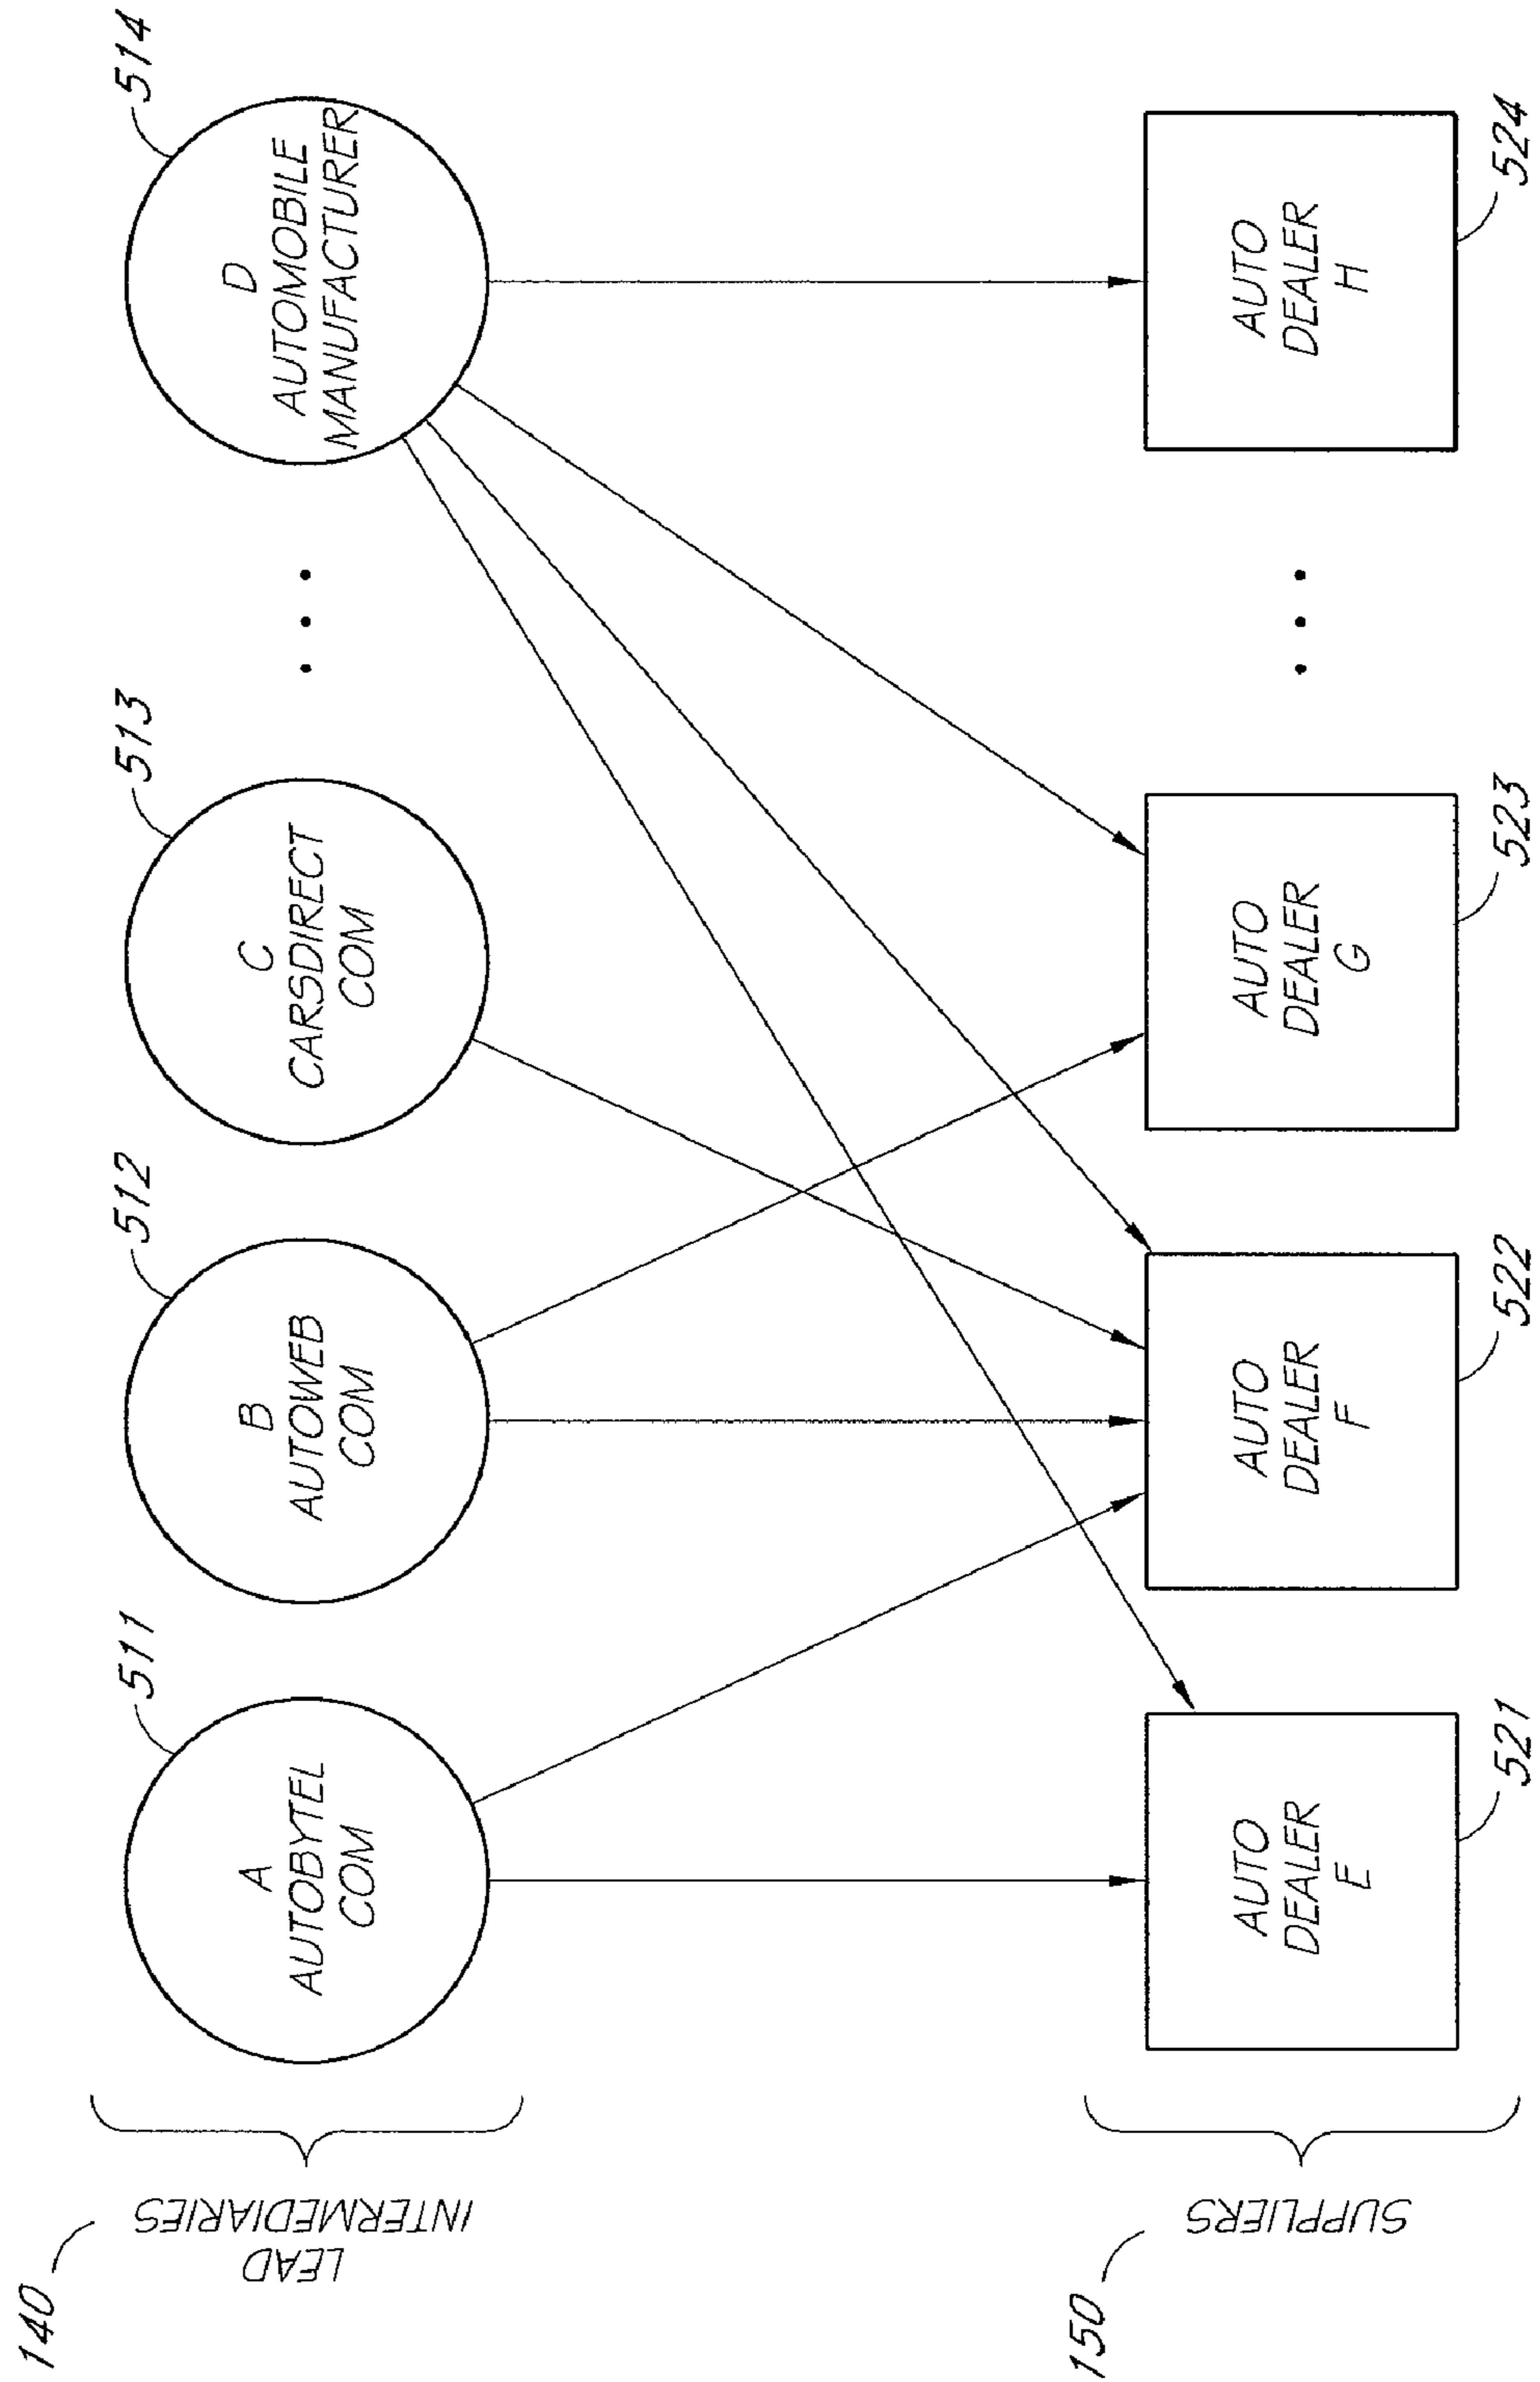 140
LEAD
INTERMEDIARIES
511
A
AUTOBYTEL
COM
512
B
AUTOWEB
COM
513
C
CARSDIRECT
COM
514
D
AUTOMOBILE
MANUFACTURER
150
SUPPLIERS
AUTO
DEALER
E
521
AUTO
DEALER
F
522
AUTO
DEALER
G
523
AUTO
DEALER
H
524